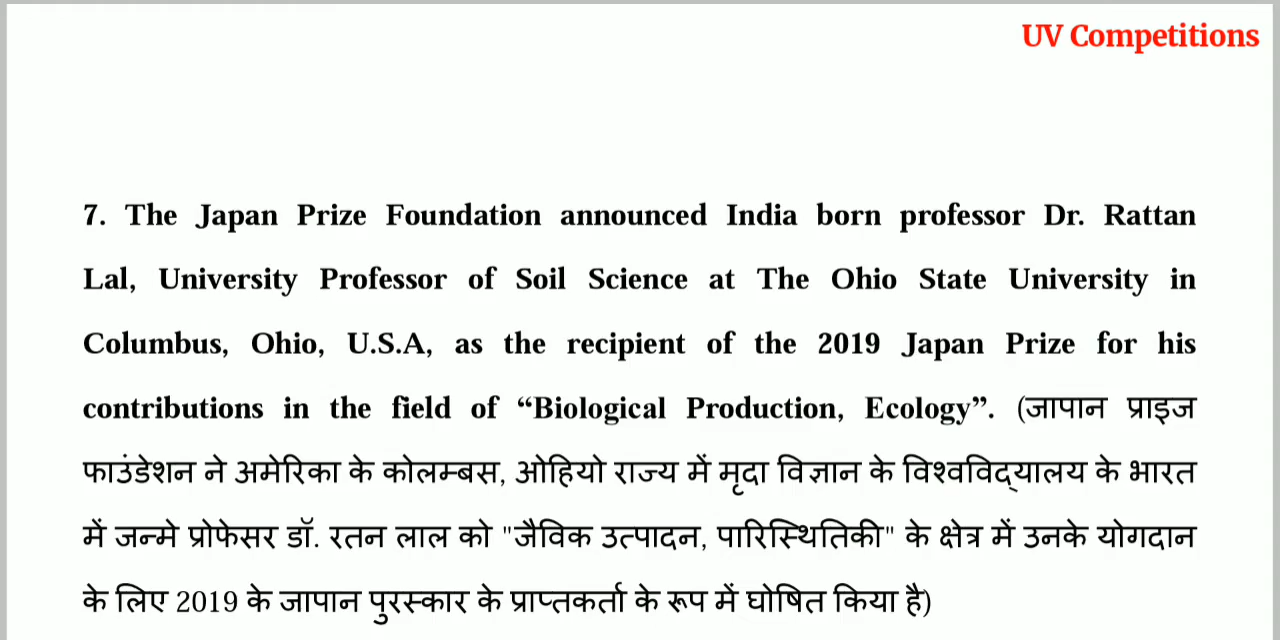 UV Competitions
7. The Japan Prize Foundation announced India born professor Dr. Rattan
Lal, University Professor of Soil Science at The Ohio State University in
Columbus, Ohio, U.S.A, as the recipient of the 2019 Japan Prize for his
contributions in the field of “Biological Production, Ecology”. (जापान प्राइज
फाउंडेशन ने अमेरिका के कोलम्बस, ओहियो राज्य में मृदा विज्ञान के विश्वविद्यालय के भारत
में जन्मे प्रोफेसर डॉ. रतन लाल को "जैविक उत्पादन, पारिस्थितिकी" के क्षेत्र में उनके योगदान
के लिए 2019 के जापान पुरस्कार के प्राप्तकर्ता के रूप में घोषित किया है)